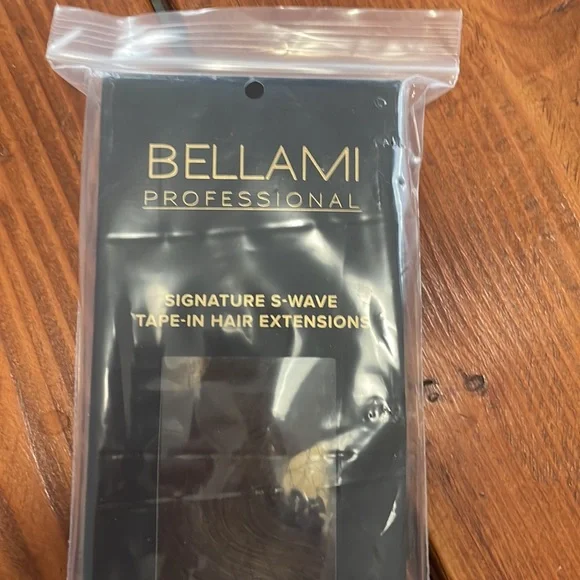 BELLAMI
PROFESSIONAL
SIGNATURE S-WAVE
TAPE-IN HAIR EXTENSIONS